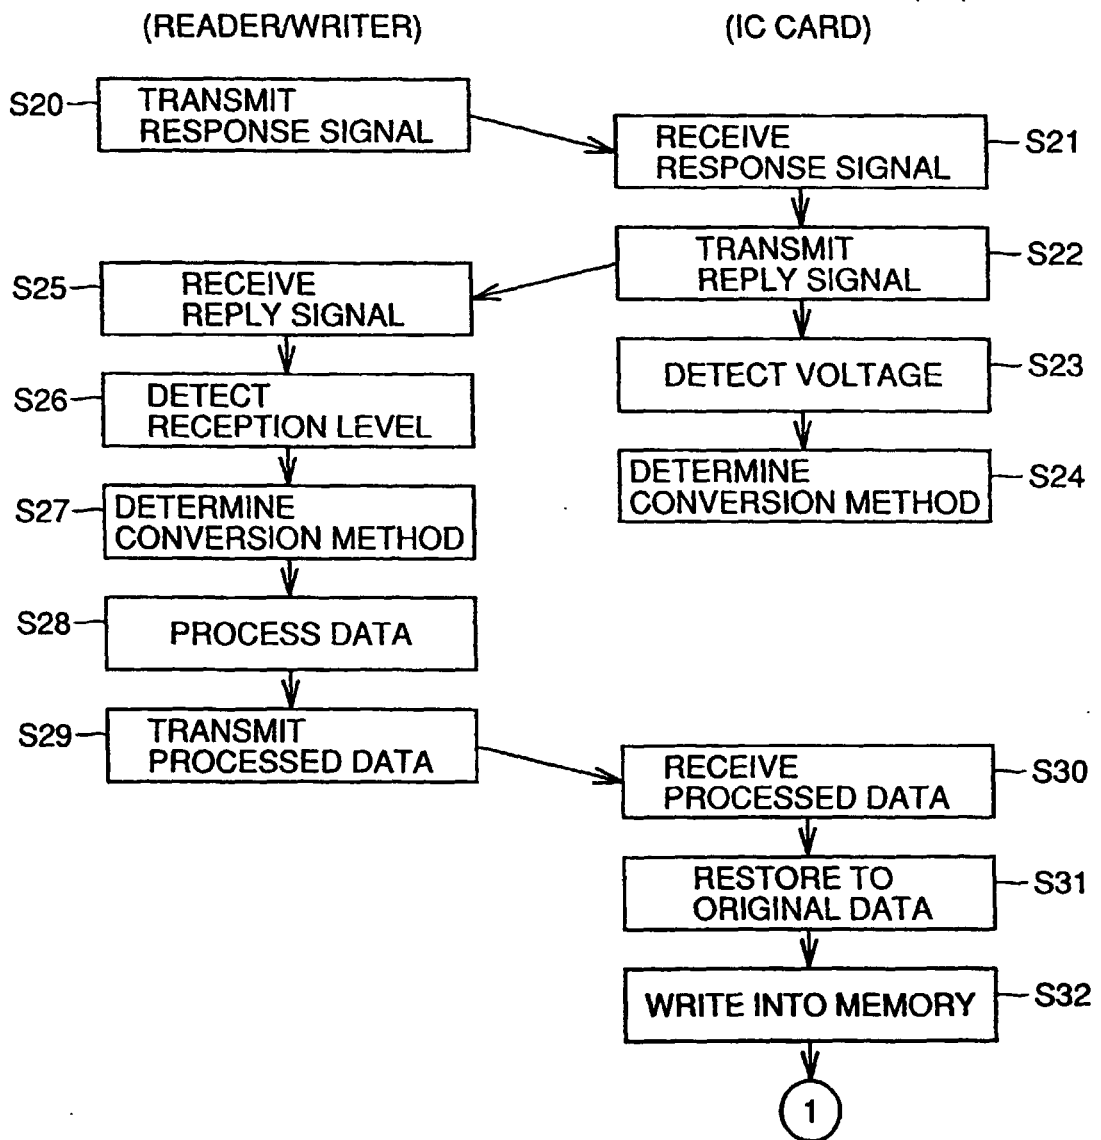 (READER/WRITER)
(IC CARD)
S20
TRANSMIT
RESPONSE SIGNAL
RECEIVE
RESPONSE SIGNAL
S21
TRANSMIT
REPLY SIGNAL
S22
S25
RECEIVE
REPLY SIGNAL
DETECT VOLTAGE
S23
S26
DETECT
RECEPTION LEVEL
DETERMINE
CONVERSION METHOD
S24
S27
DETERMINE
CONVERSION METHOD
S28
PROCESS DATA
S29
TRANSMIT
PROCESSED DATA
RECEIVE
PROCESSED DATA
S30
RESTORE TO
ORIGINAL DATA
S31
WRITE INTO MEMORY
S32
1